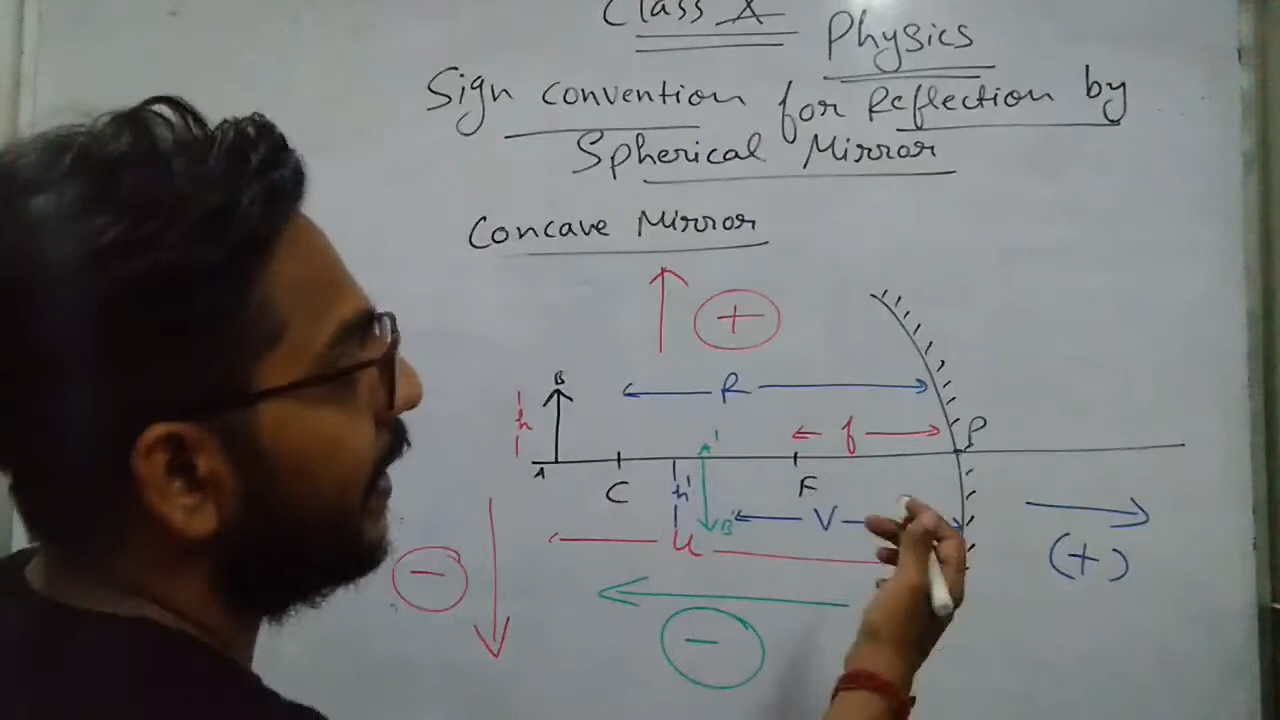 Class X
Physics
Sign convention for Reflection by
Spherical Mirror
Concave Mirror
+
B
h
R
f
P
A
A'
C
h'
F
B'
V
u
−
(+)
−